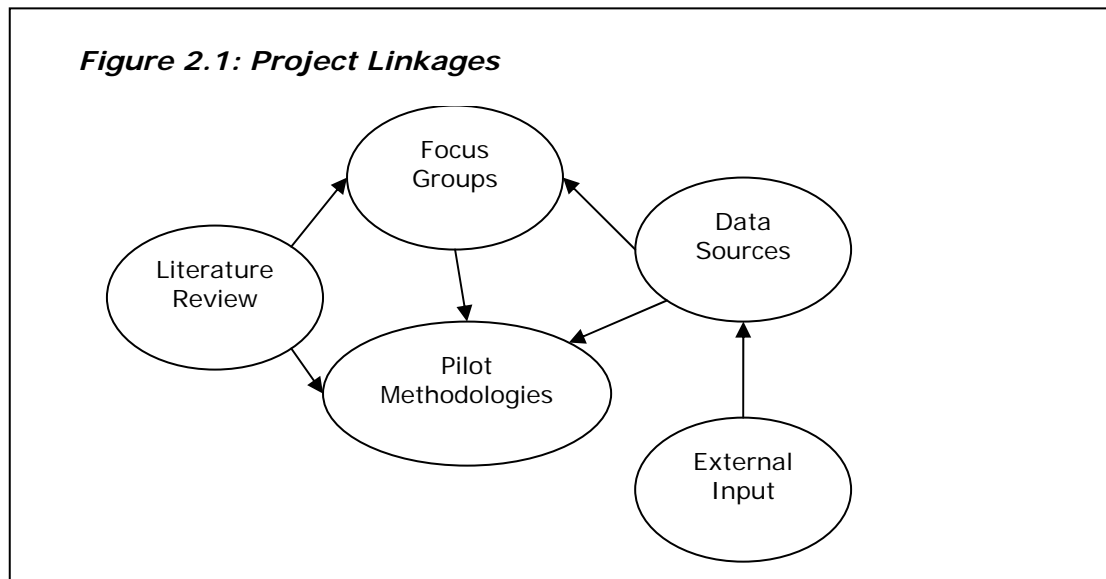 Figure 2.1: Project Linkages
Focus
Groups
Data
Sources
Literature
Review
Pilot
Methodologies
External
Input